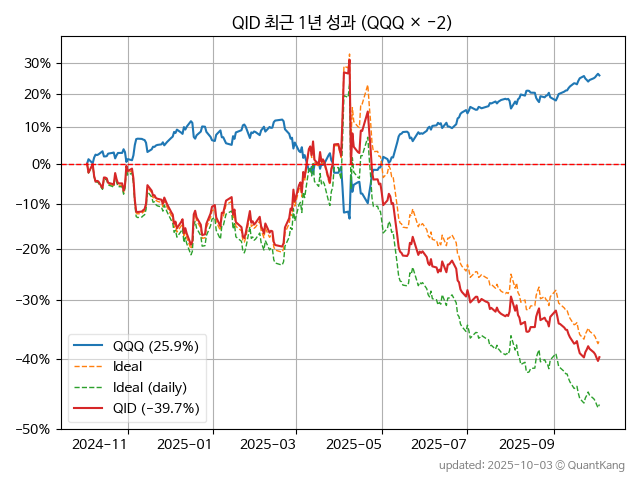 QID 최근 1년 성과 (QQQ × −2)
30%
20%
10%
0%
−10%
−20%
−30%
−40%
−50%
QQQ (25.9%)
Ideal
Ideal (daily)
QID (−39.7%)
2024−11
2025−01
2025−03
2025−05
2025−07
2025−09
updated: 2025-10-03 © QuantKang